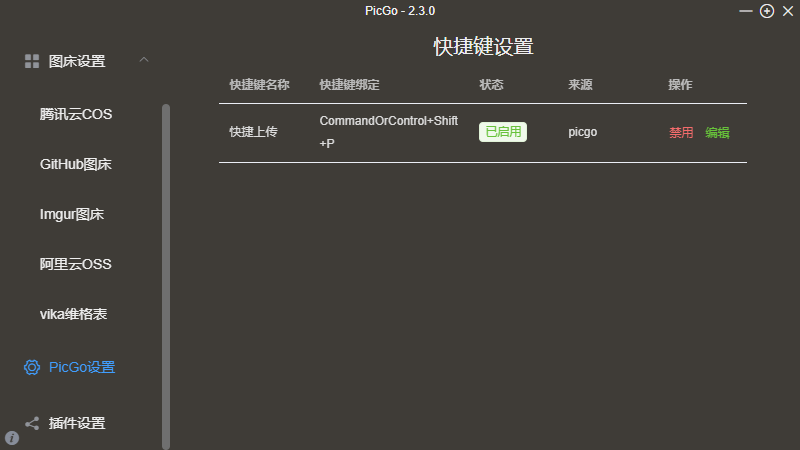 PicGo - 2.3.0
图床设置
腾讯云COS
GitHub图床
Imgur图床
阿里云OSS
vika维格表
PicGo设置
插件设置
快捷键设置
快捷键名称 快捷键绑定 状态 来源 操作
快捷上传 CommandOrControl+Shift
+P 已启用 picgo 禁用 编辑